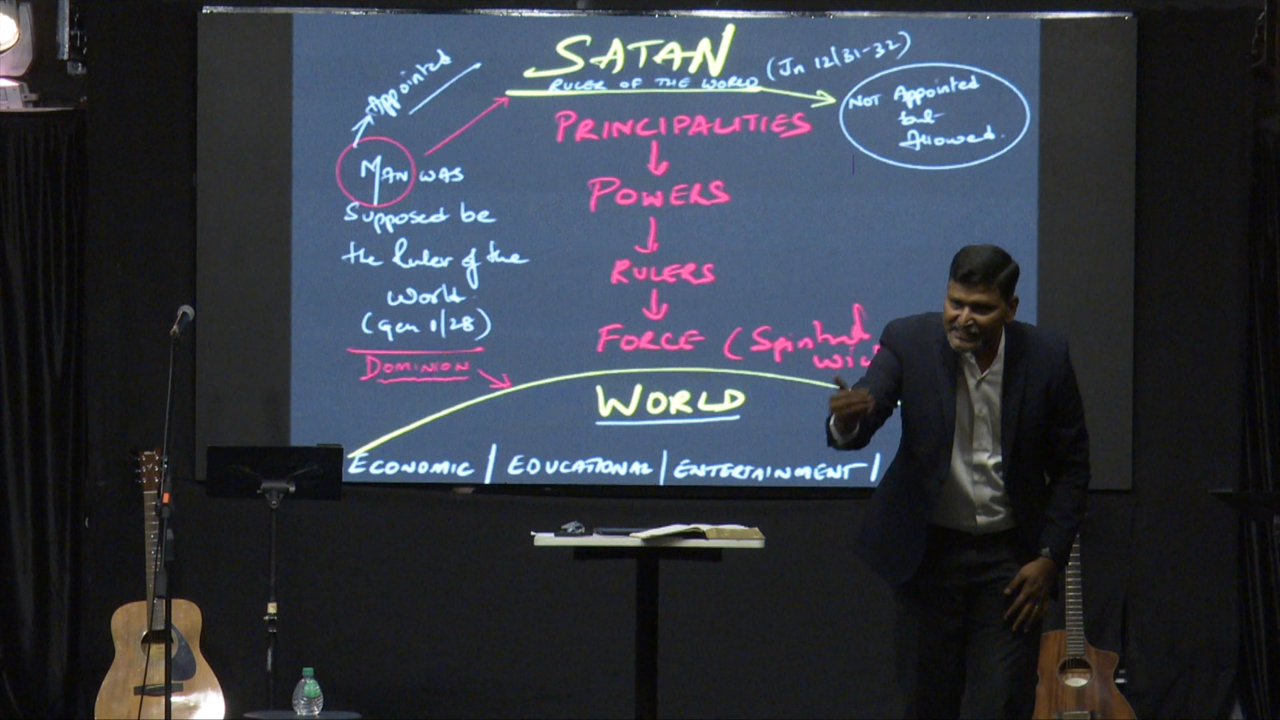 SATAN
RULER OF THE WORLD
(Jn 12/31-32)
NOT Appointed
but
Allowed.
Appointed
MAN WAS
Supposed be
the Ruler of the
World
(Gen 1/28)
DOMINION
PRINCIPALITIES
POWERS
RULERS
FORCE (Spiritual
WORLD
ECONOMIC | EDUCATIONAL | ENTERTAINMENT |